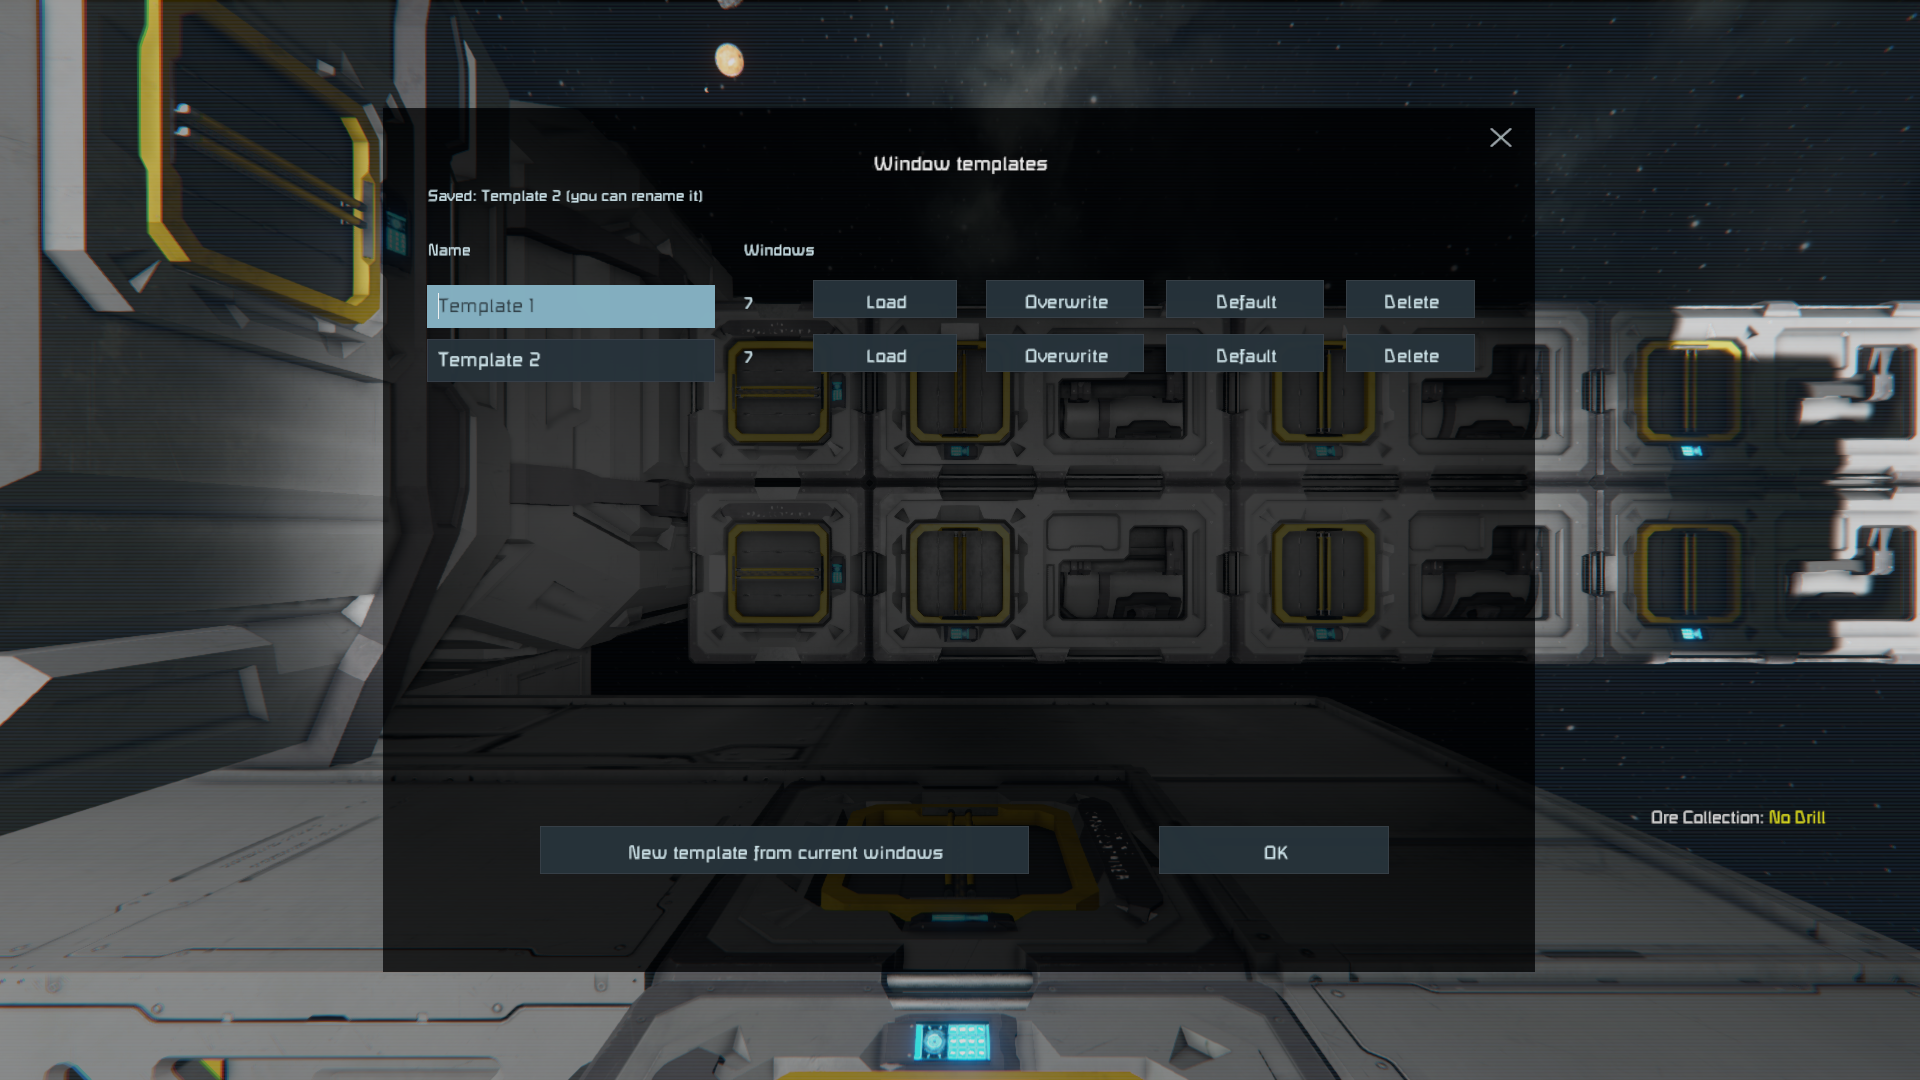 Window templates
Saved: Template 2 (you can rename it)
Name Windows
Template 1 7 Load Overwrite Default Delete
Template 2 7 Load Overwrite Default Delete
Ore Collection: No Drill
New template from current windows OK